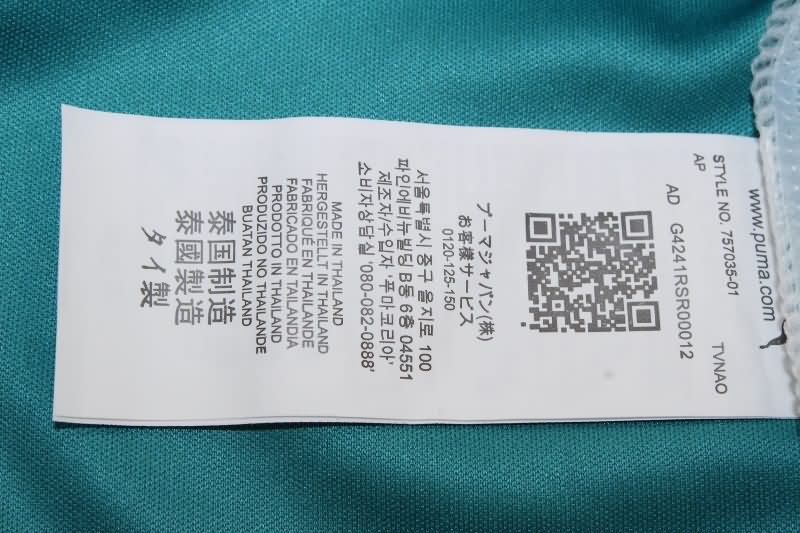 www.puma.com
STYLE NO. 757035-01 TVNAO
AP
AD G4241RSR00012
プーマジャパン(株)
お客様サービス
0120-125-150
서울특별시 중구 을지로 100
파인에비뉴빌딩 B동 6층 04551
제조자/수입자 '푸마코리아'
소비자상담실 '080-082-0888'
MADE IN THAILAND
HERGESTELLT IN THAILAND
FABRIQUÉ EN THAÏLANDE
FABRICADO EN TAILANDIA
PRODOTTO IN THAILAND
PRODUZIDO NO THAILANDE
BUATAN THAILAND
泰国制造
泰國製造
タイ製